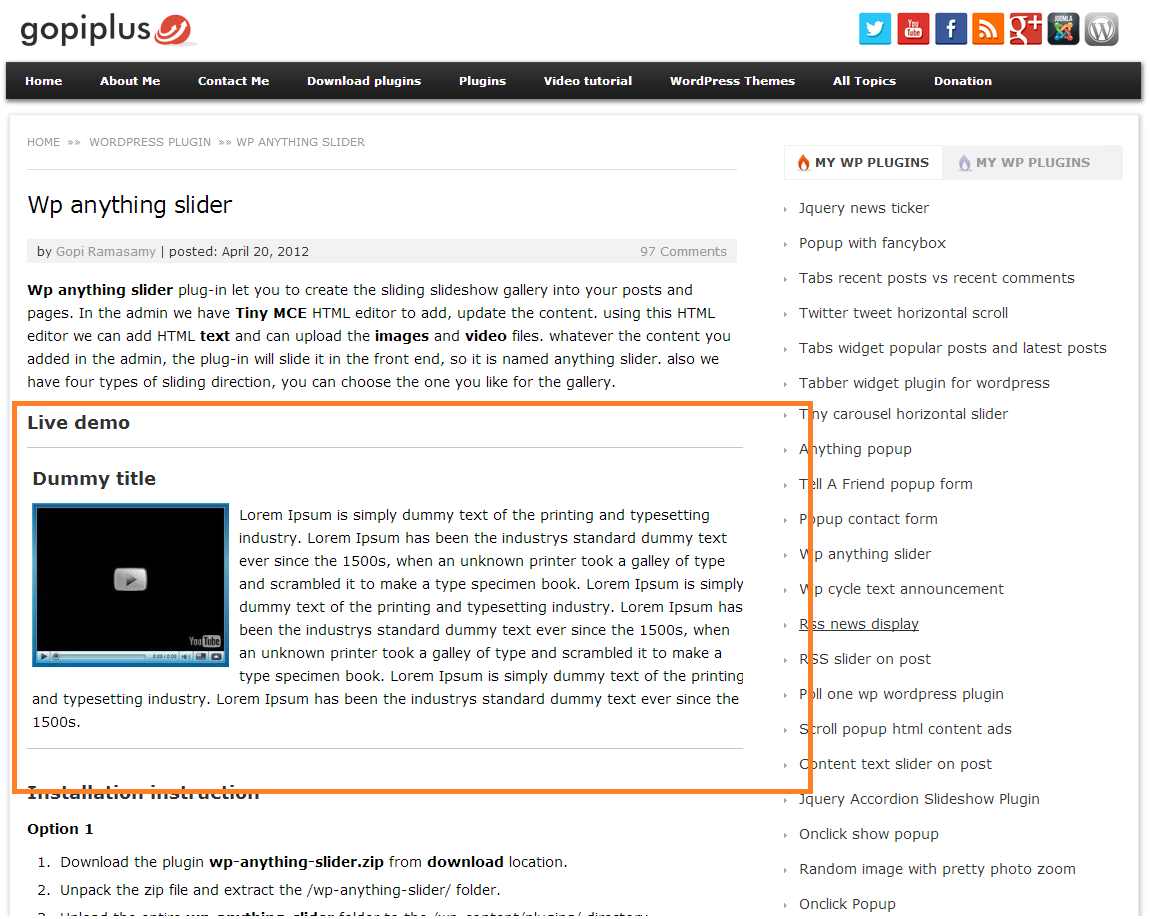 gopiplus
You
Tube
g+
JOOMLA
Home About Me Contact Me Download plugins Plugins Video tutorial WordPress Themes All Topics Donation
HOME »» WORDPRESS PLUGIN »» WP ANYTHING SLIDER
Wp anything slider
by Gopi Ramasamy | posted: April 20, 2012 97 Comments
Wp anything slider plug-in let you to create the sliding slideshow gallery into your posts and
pages. In the admin we have Tiny MCE HTML editor to add, update the content. using this HTML
editor we can add HTML text and can upload the images and video files. whatever the content you
added in the admin, the plug-in will slide it in the front end, so it is named anything slider. also we
have four types of sliding direction, you can choose the one you like for the gallery.
Live demo
Dummy title
YouTube
0:00 / 0:00
Lorem Ipsum is simply dummy text of the printing and typesetting
industry. Lorem Ipsum has been the industrys standard dummy text
ever since the 1500s, when an unknown printer took a galley of type
and scrambled it to make a type specimen book. Lorem Ipsum is simply
dummy text of the printing and typesetting industry. Lorem Ipsum has
been the industrys standard dummy text ever since the 1500s, when
an unknown printer took a galley of type and scrambled it to make a
type specimen book. Lorem Ipsum is simply dummy text of the printing
and typesetting industry. Lorem Ipsum has been the industrys standard dummy text ever since the
1500s.
Installation instruction
Option 1
1. Download the plugin wp-anything-slider.zip from download location.
2. Unpack the zip file and extract the /wp-anything-slider/ folder.
3. Upload the entire wp-anything-slider folder to the /wp-content/plugins/ directory.
MY WP PLUGINS MY WP PLUGINS
Jquery news ticker
Popup with fancybox
Tabs recent posts vs recent comments
Twitter tweet horizontal scroll
Tabs widget popular posts and latest posts
Tabber widget plugin for wordpress
Tiny carousel horizontal slider
Anything popup
Tell A Friend popup form
Popup contact form
Wp anything slider
Wp cycle text announcement
Rss news display
RSS slider on post
Poll one wp wordpress plugin
Scroll popup html content ads
Content text slider on post
Jquery Accordion Slideshow Plugin
Onclick show popup
Random image with pretty photo zoom
Onclick Popup